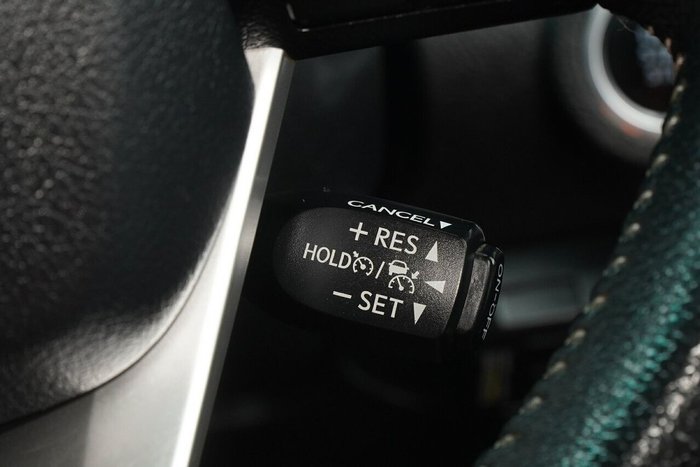 CANCEL▼
+ RES ▲
HOLD /
− SET ▼
ON-OFF